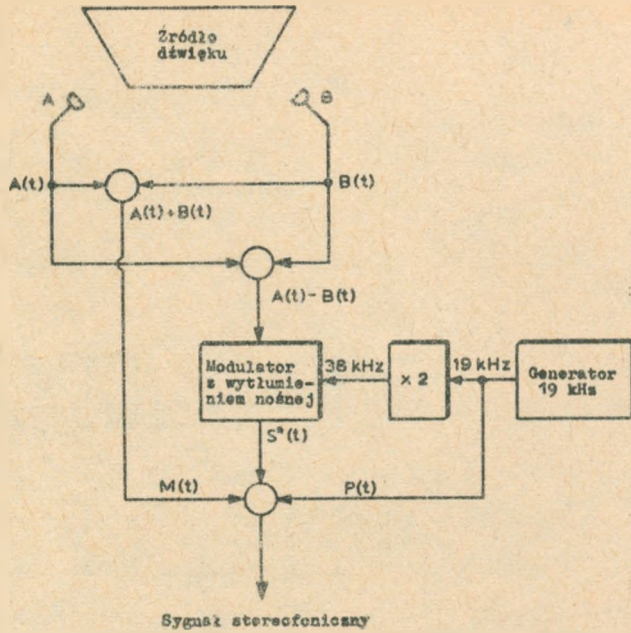 Źródło
dźwięku
A
B
A(t)
B(t)
A(t)+B(t)
A(t)-B(t)
Modulator
z wytłumie-
niem nośnej
38 kHz
× 2
19 kHz
Generator
19 kHz
S*(t)
M(t)
P(t)
Sygnał stereofoniczny